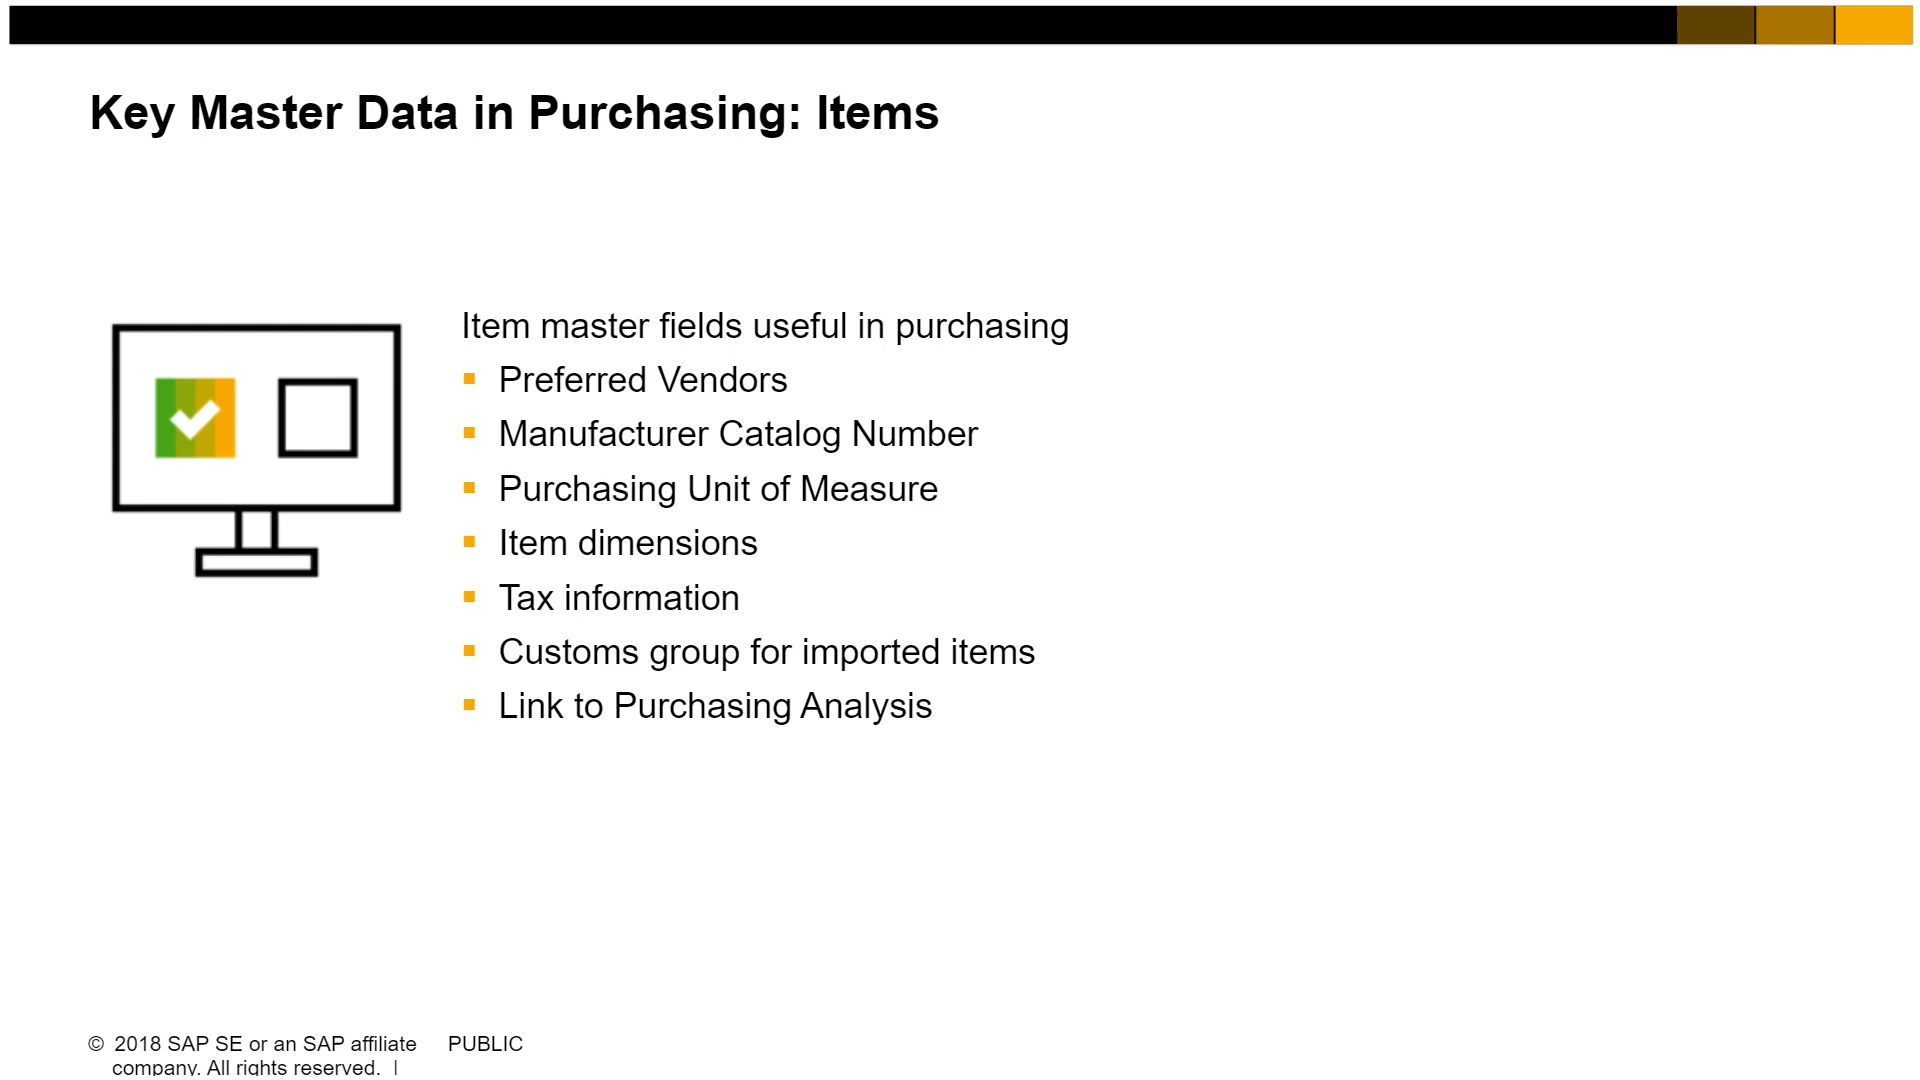 Key Master Data in Purchasing: Items
Item master fields useful in purchasing
▪ Preferred Vendors
▪ Manufacturer Catalog Number
▪ Purchasing Unit of Measure
▪ Item dimensions
▪ Tax information
▪ Customs group for imported items
▪ Link to Purchasing Analysis
© 2018 SAP SE or an SAP affiliate PUBLIC
company. All rights reserved. |